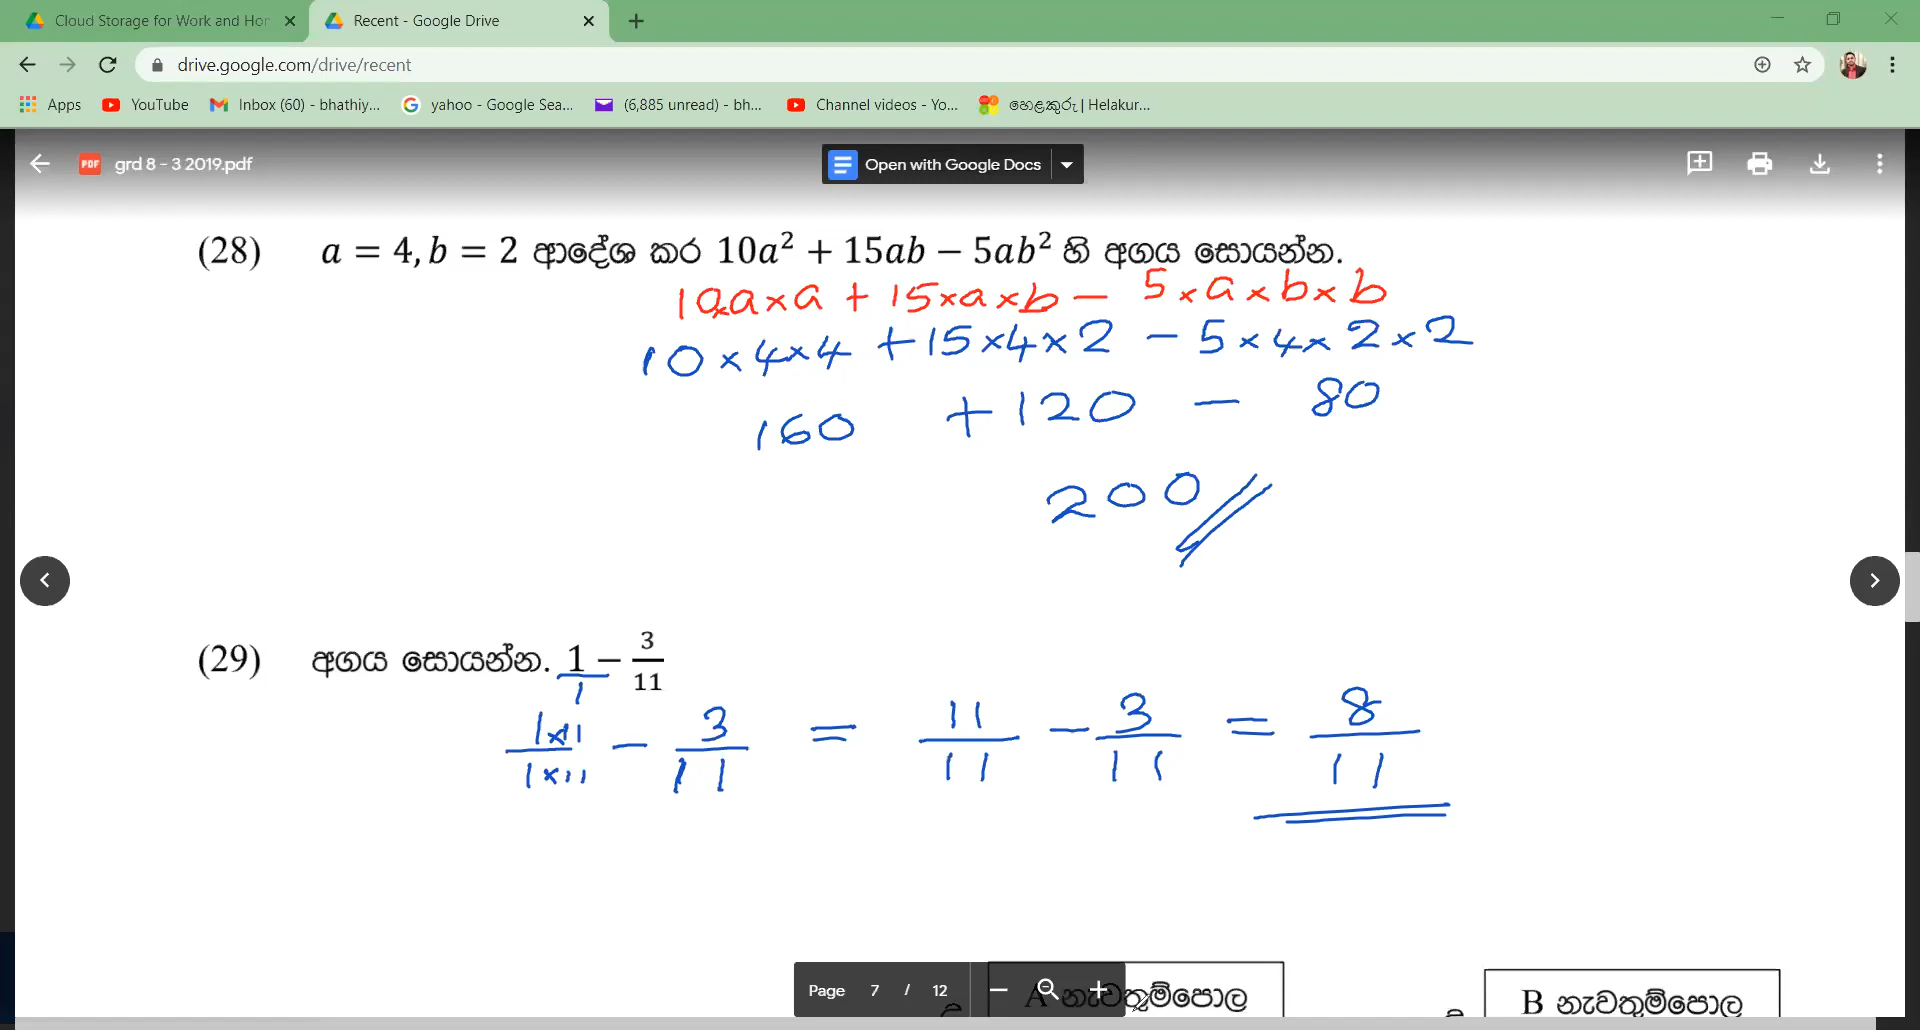 Cloud Storage for Work and Hor
Recent - Google Drive
drive.google.com/drive/recent
Apps YouTube Inbox (60) - bhathiy... yahoo - Google Sea... (6,885 unread) - bh... Channel videos - Yo... හෙළකුරු | Helakur...
PDF grd 8 - 3 2019.pdf Open with Google Docs
(28) a = 4, b = 2 ආදේශ කර 10a² + 15ab − 5ab² හි අගය සොයන්න.
10×a×a + 15×a×b − 5×a×b×b
10×4×4 +15×4×2 − 5×4×2×2
160 +120 − 80
200
(29) අගය සොයන්න. 1/1 − 3/11
1×11/1×11 − 3/11 = 11/11 − 3/11 = 8/11
A නැවතුම්පොල B නැවතුම්පොල
Page 7 / 12